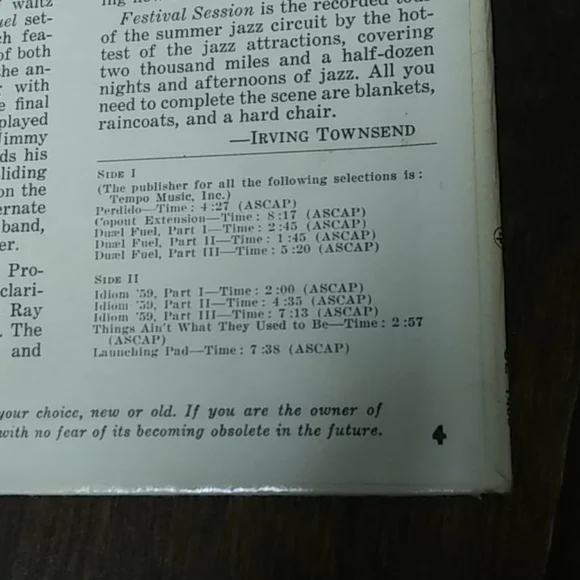 waltz
uel set-
ch fea-
of both
the an-
with
e final
played
Jimmy
ds his
liding
on the
ernate
band,
er.
Pro-
clari-
Ray
. The
and
Festival Session is the recorded tour
of the summer jazz circuit by the hot-
test of the jazz attractions, covering
two thousand miles and a half-dozen
nights and afternoons of jazz. All you
need to complete the scene are blankets,
raincoats, and a hard chair.
—IRVING TOWNSEND
SIDE I
(The publisher for all the following selections is:
Tempo Music, Inc.)
Perdido—Time: 4:27 (ASCAP)
Copout Extension—Time: 8:17 (ASCAP)
Duæl Fuel, Part I—Time: 2:45 (ASCAP)
Duæl Fuel, Part II—Time: 1:45 (ASCAP)
Duæl Fuel, Part III—Time: 5:20 (ASCAP)
SIDE II
Idiom '59, Part I—Time: 2:00 (ASCAP)
Idiom '59, Part II—Time: 4:35 (ASCAP)
Idiom '59, Part III—Time: 7:13 (ASCAP)
Things Ain't What They Used to Be—Time: 2:57
(ASCAP)
Launching Pad—Time: 7:38 (ASCAP)
your choice, new or old. If you are the owner of
with no fear of its becoming obsolete in the future.
4